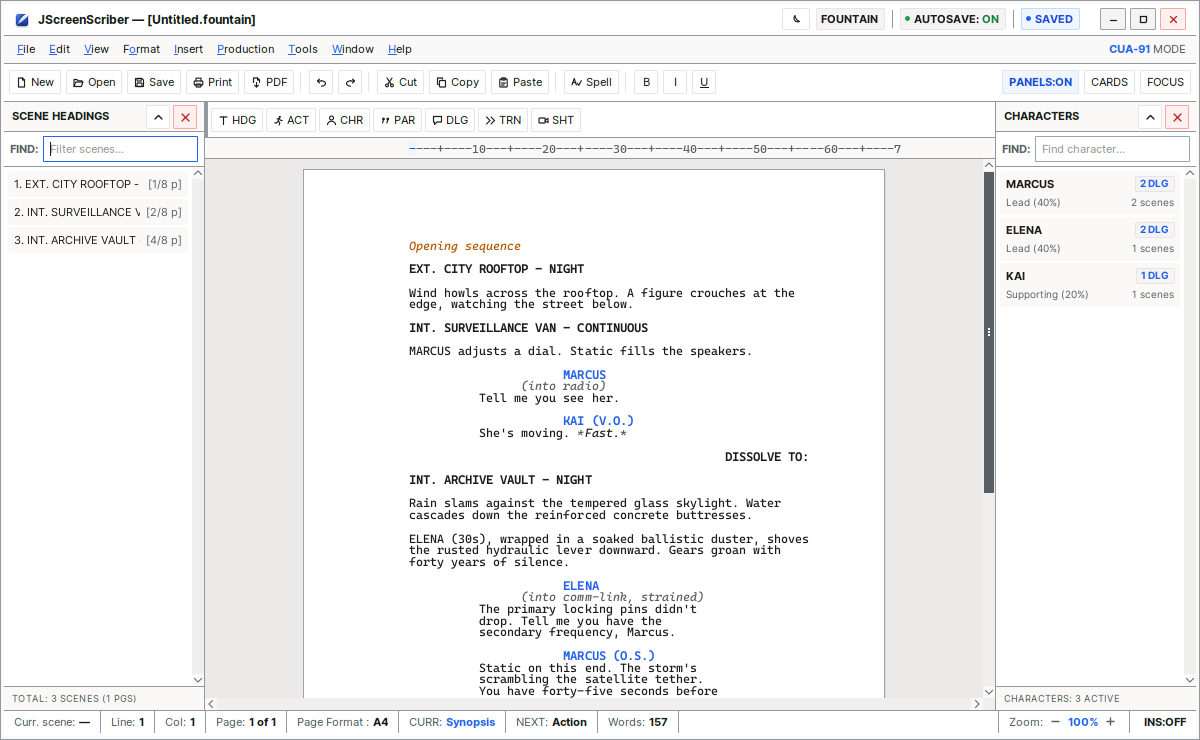 JScreenScriber — [Untitled.fountain]
FOUNTAIN
AUTOSAVE: ON
SAVED
File Edit View Format Insert Production Tools Window Help
CUA-91 MODE
New Open Save Print PDF Cut Copy Paste Spell B I U
PANELS:ON CARDS FOCUS
SCENE HEADINGS
FIND: Filter scenes...
1. EXT. CITY ROOFTOP - [1/8 p]
2. INT. SURVEILLANCE V [2/8 p]
3. INT. ARCHIVE VAULT [4/8 p]
TOTAL: 3 SCENES (1 PGS)
HDG ACT CHR PAR DLG TRN SHT
----+----10---+----20---+----30---+----40---+----50---+----60---+----7
Opening sequence
EXT. CITY ROOFTOP - NIGHT
Wind howls across the rooftop. A figure crouches at the
edge, watching the street below.
INT. SURVEILLANCE VAN - CONTINUOUS
MARCUS adjusts a dial. Static fills the speakers.
MARCUS
(into radio)
Tell me you see her.
KAI (V.O.)
She's moving. *Fast.*
DISSOLVE TO:
INT. ARCHIVE VAULT - NIGHT
Rain slams against the tempered glass skylight. Water
cascades down the reinforced concrete buttresses.
ELENA (30s), wrapped in a soaked ballistic duster, shoves
the rusted hydraulic lever downward. Gears groan with
forty years of silence.
ELENA
(into comm-link, strained)
The primary locking pins didn't
drop. Tell me you have the
secondary frequency, Marcus.
MARCUS (O.S.)
Static on this end. The storm's
scrambling the satellite tether.
You have forty-five seconds before
CHARACTERS
FIND: Find character...
MARCUS 2 DLG
Lead (40%) 2 scenes
ELENA 2 DLG
Lead (40%) 1 scenes
KAI 1 DLG
Supporting (20%) 1 scenes
CHARACTERS: 3 ACTIVE
Curr. scene: — Line: 1 Col: 1 Page: 1 of 1 Page Format : A4 CURR: Synopsis NEXT: Action Words: 157 Zoom: − 100% + INS:OFF